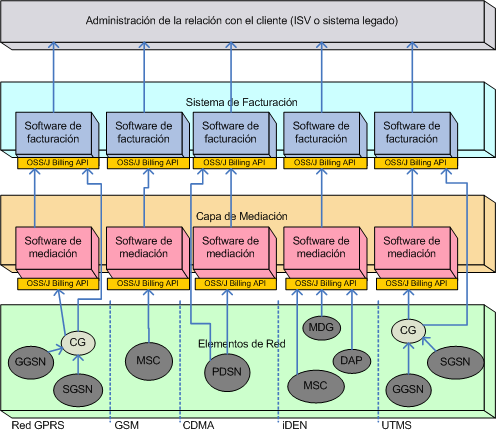 Administración de la relación con el cliente (ISV o sistema legado)
Sistema de Facturación
Software de facturación
Software de facturación
Software de facturación
Software de facturación
Software de facturación
OSS/J Billing API
OSS/J Billing API
OSS/J Billing API
OSS/J Billing API
OSS/J Billing API
Capa de Mediación
Software de mediación
Software de mediación
Software de mediación
Software de mediación
Software de mediación
OSS/J Billing API
OSS/J Billing API
OSS/J Billing API
OSS/J Billing API
OSS/J Billing API
Elementos de Red
CG
GGSN
SGSN
MSC
PDSN
MDG
MSC
DAP
CG
GGSN
SGSN
Red GPRS
GSM
CDMA
iDEN
UTMS